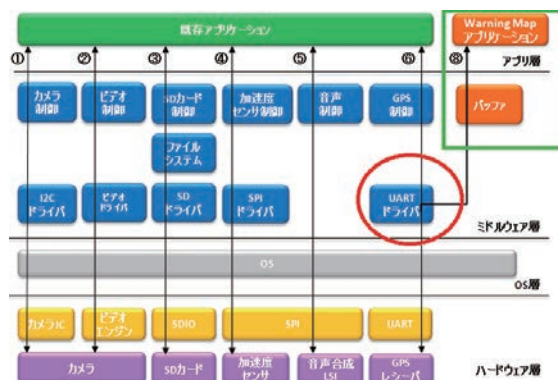 既存アプリケーション
Warning Map
アプリケーション
① ② ③ ④ ⑤ ⑥ ⑧
アプリ層
カメラ
制御
ビデオ
制御
SDカード
制御
加速度
センサ制御
音声
制御
GPS
制御
バッファ
ファイル
システム
I2C
ドライバ
ビデオ
ドライバ
SD
ドライバ
SPI
ドライバ
UART
ドライバ
ミドルウェア層
OS
OS層
カメラIC
ビデオ
エンジン
SDIO
SPI
UART
カメラ
SDカード
加速度
センサ
音声合成
LSI
GPS
レシーバ
ハードウェア層